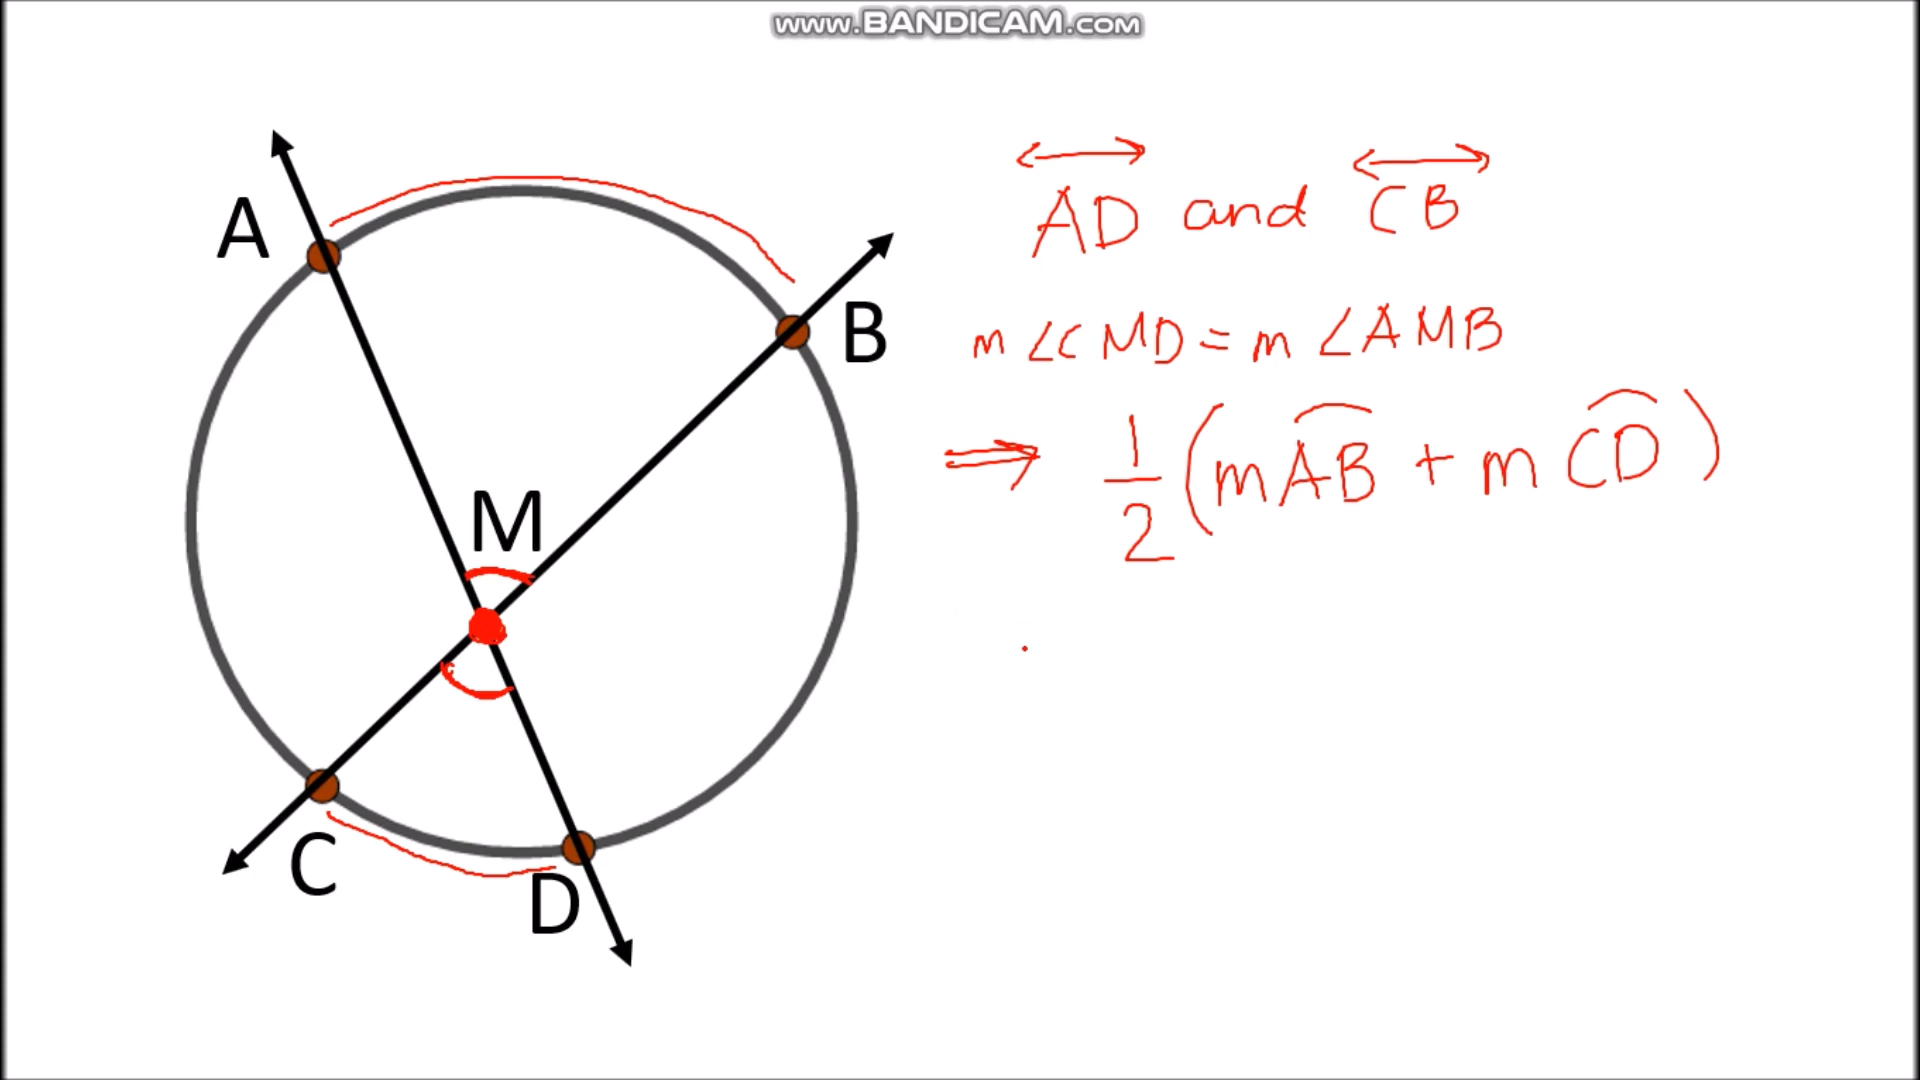 www.BANDICAM.com
A
B
M
C
D
AD and CB
m∠CMD = m∠AMB
⇒ 1/2 (mAB + mCD)